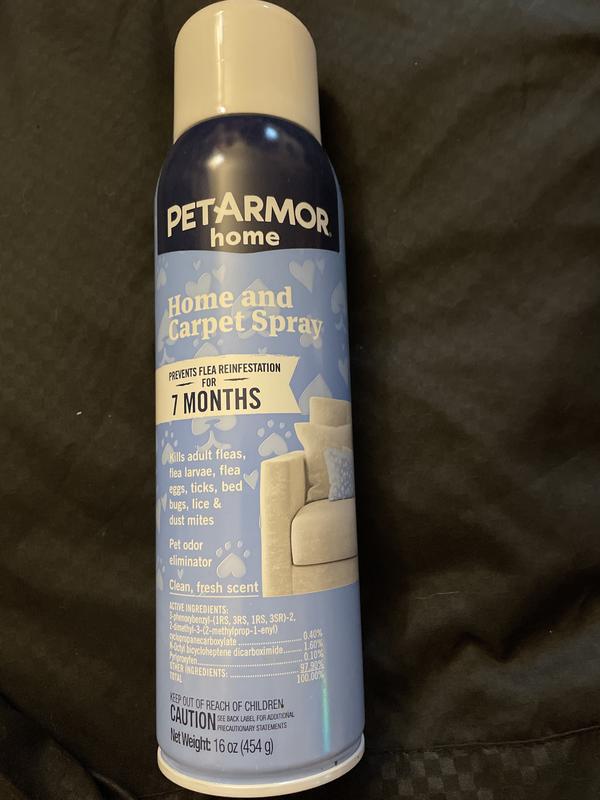 PETARMOR®
home
Home and
Carpet Spray
PREVENTS FLEA REINFESTATION
FOR
7 MONTHS
Kills adult fleas,
flea larvae, flea
eggs, ticks, bed
bugs, lice &
dust mites
Pet odor
eliminator
Clean, fresh scent
ACTIVE INGREDIENTS:
3-phenoxybenzyl-(1RS, 3RS, 1RS, 3SR)-2,
2-dimethyl-3-(2-methylprop-1-enyl)
cyclopropanecarboxylate 0.40%
N-Octyl bicycloheptene dicarboximide 1.60%
Pyriproxyfen 0.10%
OTHER INGREDIENTS: 97.90%
TOTAL 100.00%
KEEP OUT OF REACH OF CHILDREN
CAUTION SEE BACK LABEL FOR ADDITIONAL
PRECAUTIONARY STATEMENTS
Net Weight: 16 oz (454 g)